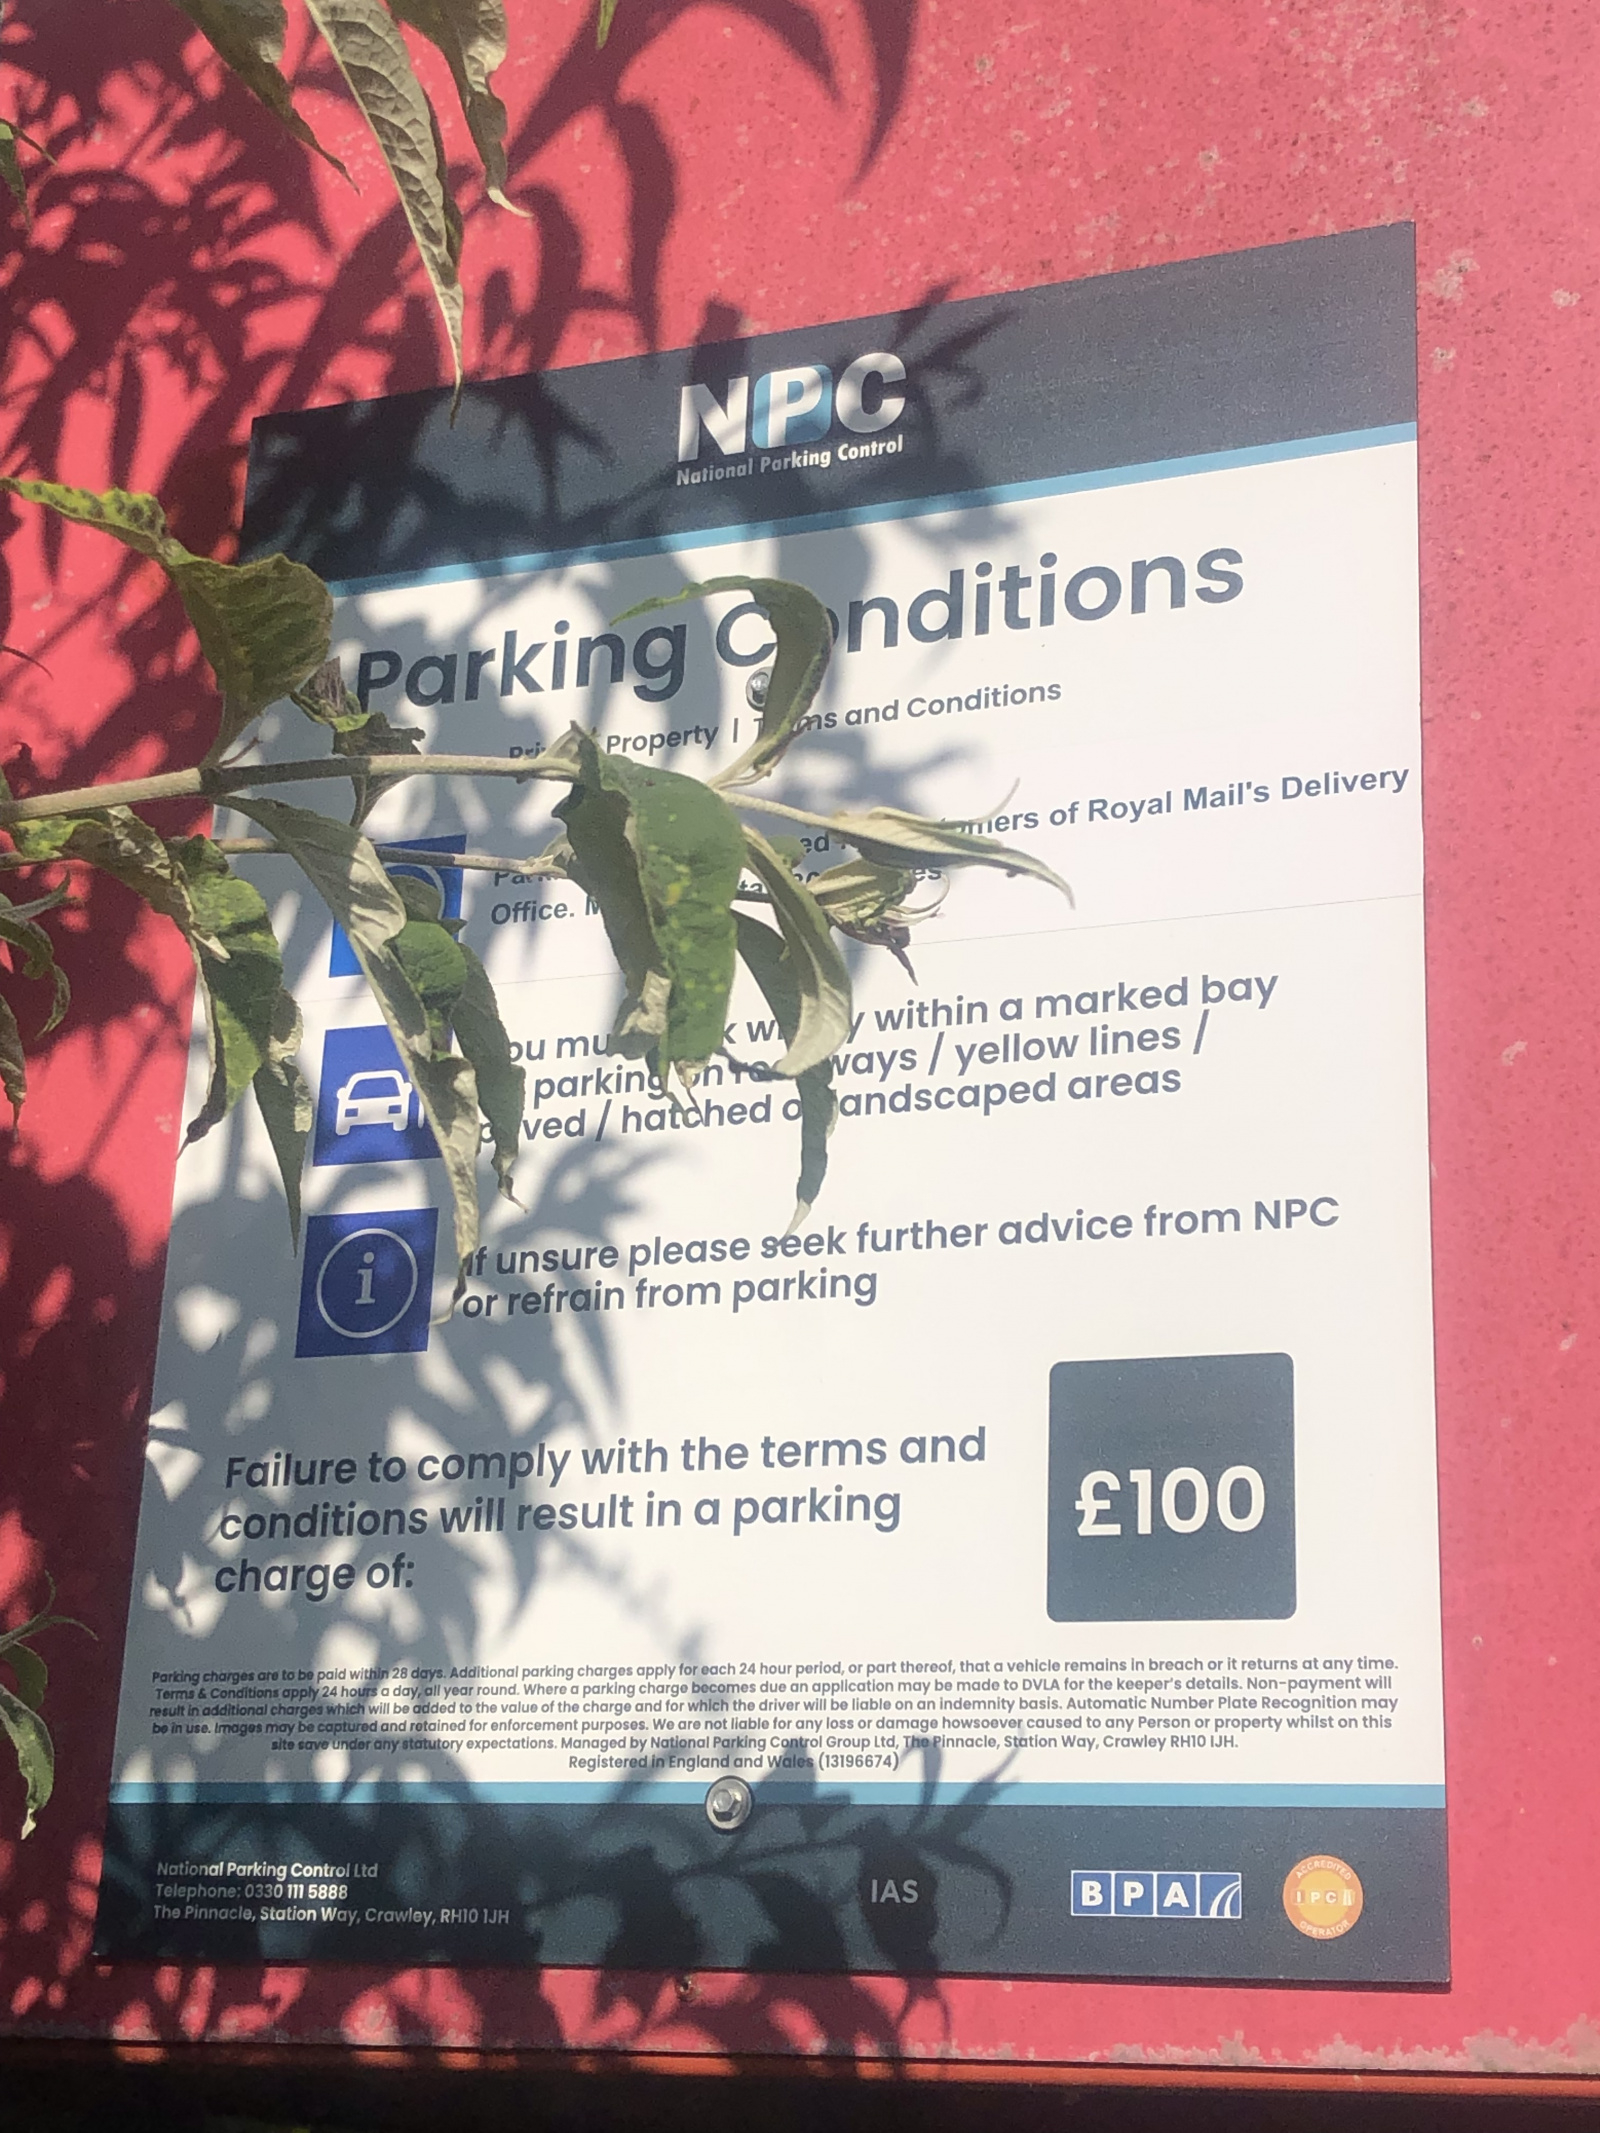 NPC
National Parking Control
Parking Conditions
Property | Terms and Conditions
of Royal Mail's Delivery
Office.
within a marked bay
parking on / yellow lines /
/ hatched or landscaped areas
If unsure please seek further advice from NPC
or refrain from parking
Failure to comply with the terms and
conditions will result in a parking
charge of:
£100
Parking charges are to be paid within 28 days. Additional parking charges apply for each 24 hour period, or part thereof, that a vehicle remains in breach or it returns at any time.
Terms & Conditions apply 24 hours a day, all year round. Where a parking charge becomes due an application may be made to DVLA for the keeper's details. Non-payment will
result in additional charges which will be added to the value of the charge and for which the driver will be liable on an indemnity basis. Automatic Number Plate Recognition may
be in use. Images may be captured and retained for enforcement purposes. We are not liable for any loss or damage howsoever caused to any Person or property whilst on this
site save under any statutory expectations. Managed by National Parking Control Group Ltd, The Pinnacle, Station Way, Crawley RH10 1JH.
Registered in England and Wales (13196674)
National Parking Control Ltd
Telephone: 0330 111 5888
The Pinnacle, Station Way, Crawley, RH10 1JH
IAS
BPA
ACCREDITED
IPC
OPERATOR